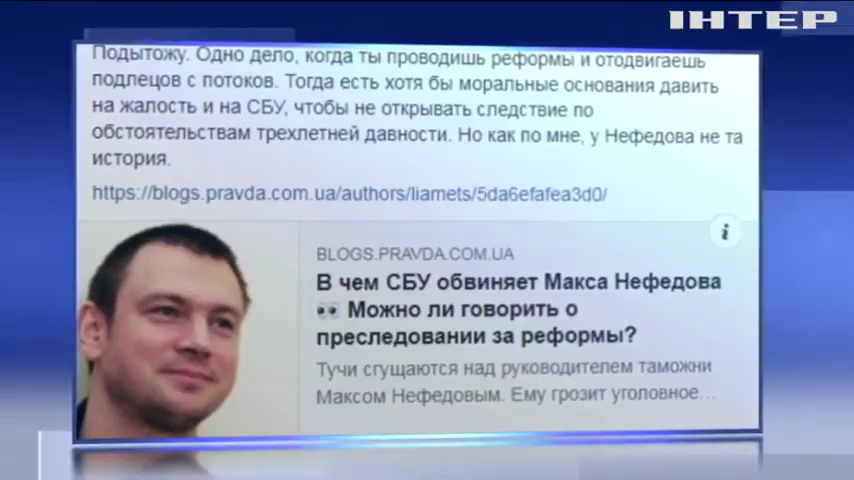 ІНТЕР
Подытожу. Одно дело, когда ты проводишь реформы и отодвигаешь
подлецов с потоков. Тогда есть хотя бы моральные основания давить
на жалость и на СБУ, чтобы не открывать следствие по
обстоятельствам трехлетней давности. Но как по мне, у Нефедова не та
история.
https://blogs.pravda.com.ua/authors/liamets/5da6efafea3d0/
i
BLOGS.PRAVDA.COM.UA
В чем СБУ обвиняет Макса Нефедова
👀 Можно ли говорить о
преследовании за реформы?
Тучи сгущаются над руководителем таможни
Максом Нефедовым. Ему грозит уголовное...